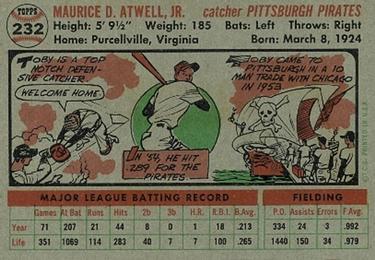 TOPPS
232
MAURICE D. ATWELL, JR. catcher PITTSBURGH PIRATES
Height: 5' 9½" Weight: 185 Bats: Left Throws: Right
Home: Purcellville, Virginia Born: March 8, 1924
TOBY IS A TOP
NOTCH DEFEN-
SIVE CATCHER.
WELCOME HOME
IN '54, HE HIT
.289 FOR THE
PIRATES.
TOBY CAME TO
PITTSBURGH IN A 10
MAN TRADE WITH CHICAGO
IN 1953.
MAJOR LEAGUE BATTING RECORD FIELDING
Games At Bat Runs Hits 2b 3b H.R. R.B.I. B.Avg. P.O. Assists Errors F.Avg.
Year 71 207 21 44 8 0 1 18 .213 334 24 3 .992
Life 351 1069 114 283 40 7 7 100 .265 1440 150 34 .979